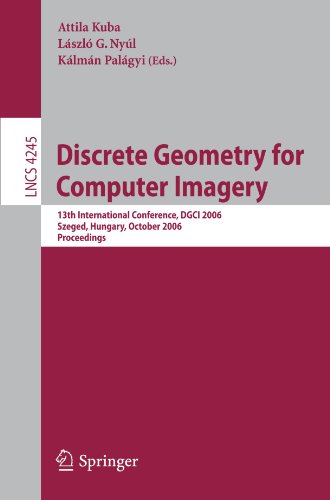 Attila Kuba
László G. Nyúl
Kálmán Palágyi (Eds.)
LNCS 4245
Discrete Geometry for
Computer Imagery
13th International Conference, DGCI 2006
Szeged, Hungary, October 2006
Proceedings
Springer